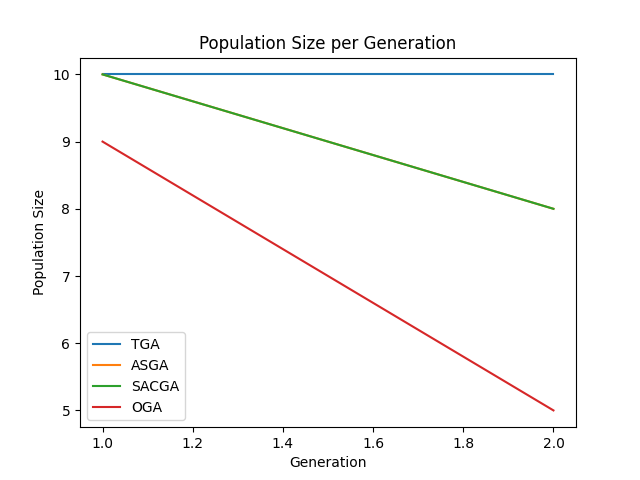 Population Size per Generation
Population Size
10
9
8
7
6
5
TGA
ASGA
SACGA
OGA
1.0 1.2 1.4 1.6 1.8 2.0
Generation